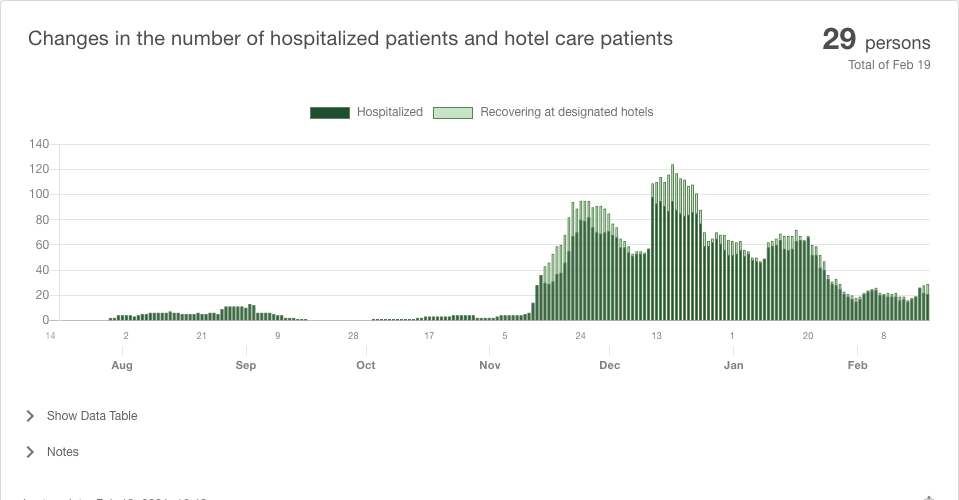 Changes in the number of hospitalized patients and hotel care patients
29 persons
Total of Feb 19
Hospitalized Recovering at designated hotels
140
120
100
80
60
40
20
0
14 2 21 9 28 17 5 24 13 1 20 8
Aug Sep Oct Nov Dec Jan Feb
Show Data Table
Notes